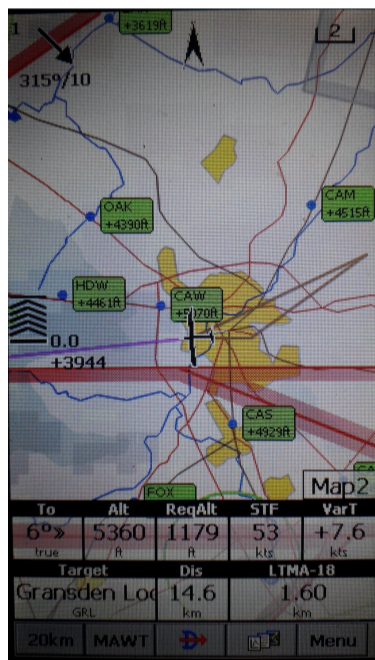 +3619ft
1
2
315°/10
OAK
+4390ft
CAM
+4515ft
HDW
+4461ft
CAW
+5070ft
0.0
+3944
CAS
+4929ft
FOX
Map2
To Alt ReqAlt STF VarT
6°» 5360 1179 53 +7.6
true ft ft kts kts
Target Dis LTMA-18
Gransden Loc 14.6 1.60
GRL km km
20km MAWT Menu